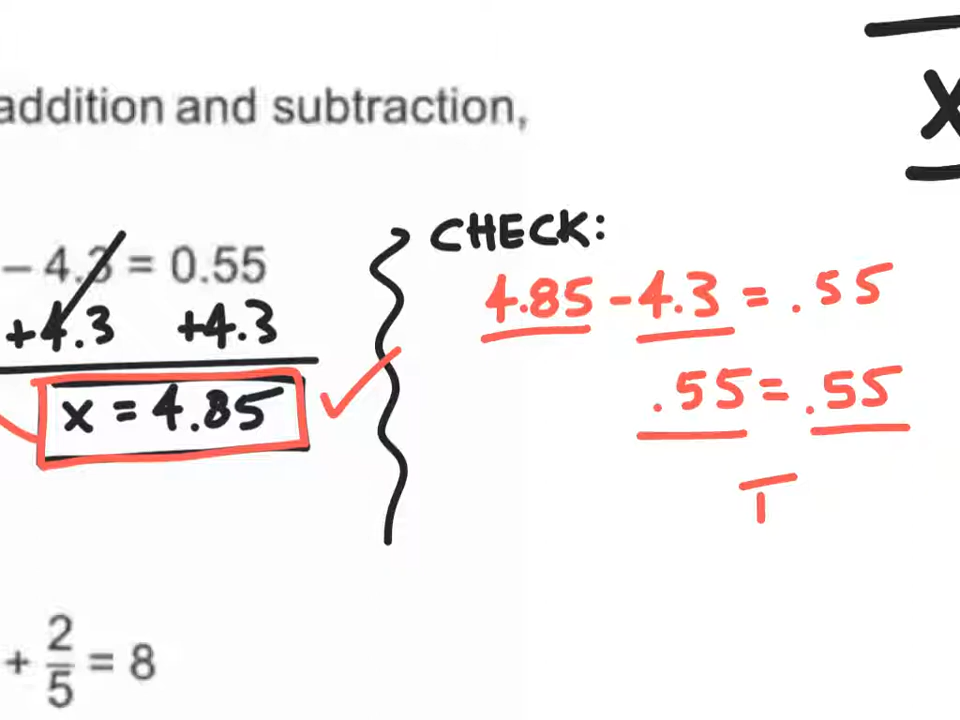 addition and subtraction,
x
– 4.3 = 0.55
+4.3 +4.3
x = 4.85 ✓
CHECK:
4.85 - 4.3 = .55
.55 = .55
T
+ 2/5 = 8